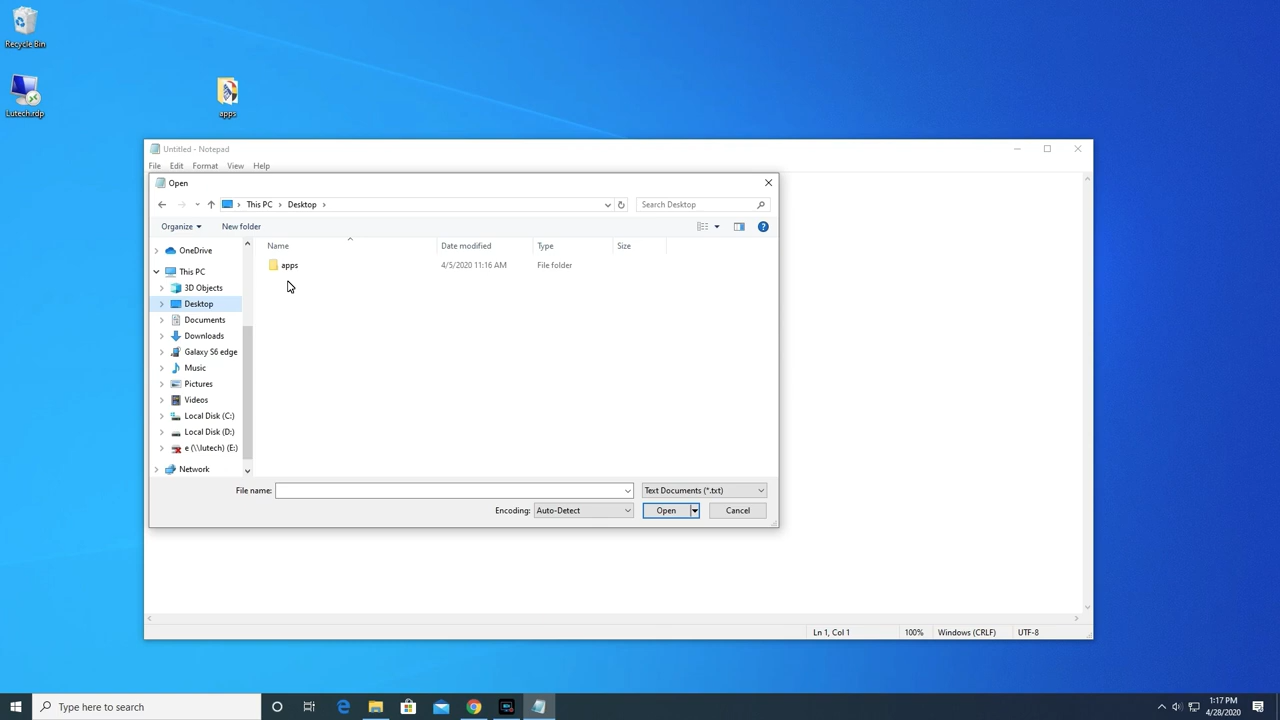 Recycle Bin
Lutech.rdp
apps
Untitled - Notepad
File Edit Format View Help
Open
This PC Desktop
Search Desktop
Organize New folder
Name Date modified Type Size
apps 4/5/2020 11:16 AM File folder
OneDrive
This PC
3D Objects
Desktop
Documents
Downloads
Galaxy S6 edge
Music
Pictures
Videos
Local Disk (C:)
Local Disk (D:)
e (\\lutech) (E:)
Network
File name: Text Documents (*.txt)
Encoding: Auto-Detect Open Cancel
Ln 1, Col 1 100% Windows (CRLF) UTF-8
Type here to search
1:17 PM
4/28/2020